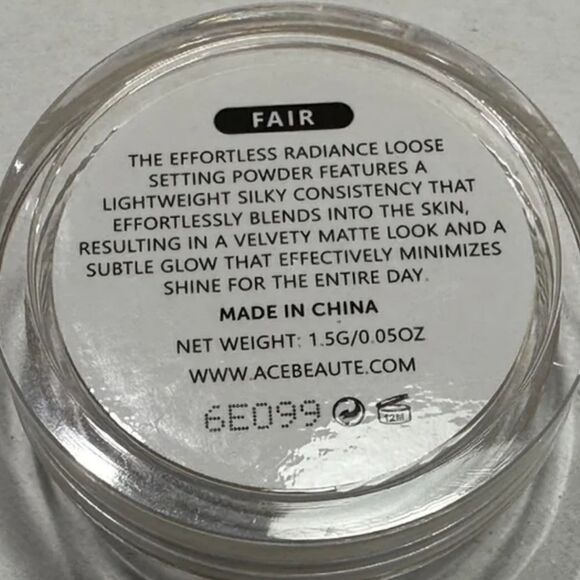 FAIR
THE EFFORTLESS RADIANCE LOOSE
SETTING POWDER FEATURES A
LIGHTWEIGHT SILKY CONSISTENCY THAT
EFFORTLESSLY BLENDS INTO THE SKIN,
RESULTING IN A VELVETY MATTE LOOK AND A
SUBTLE GLOW THAT EFFECTIVELY MINIMIZES
SHINE FOR THE ENTIRE DAY.
MADE IN CHINA
NET WEIGHT: 1.5G/0.05OZ
WWW.ACEBEAUTE.COM
6E099 12M